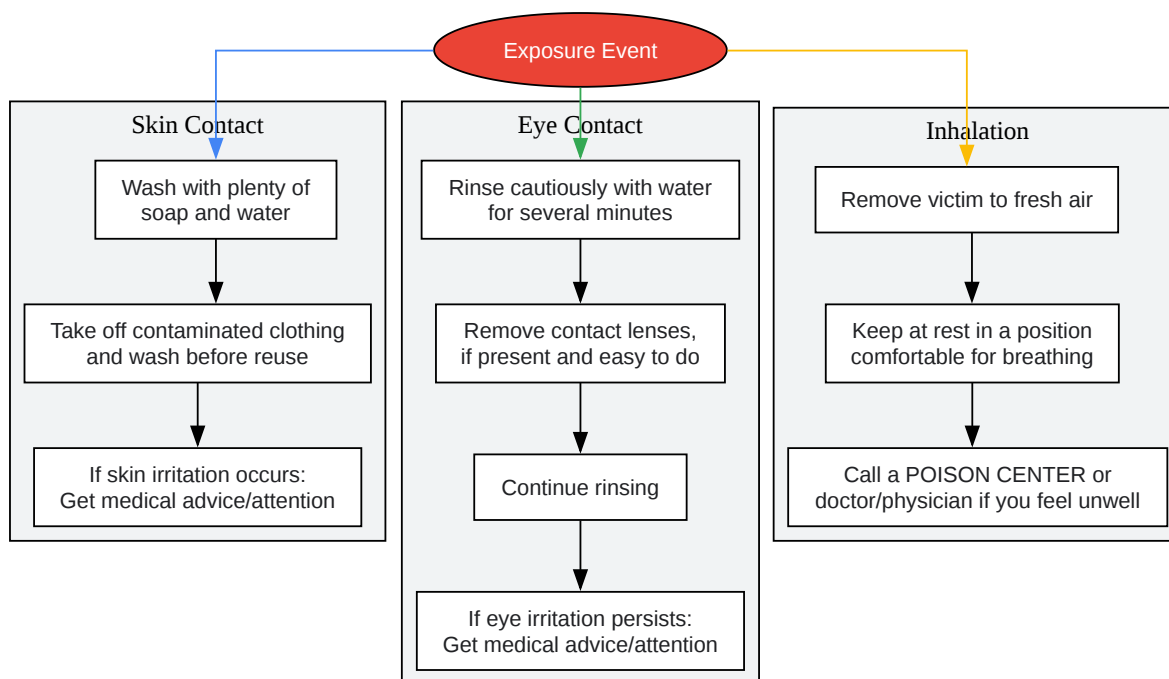 Exposure Event
Skin Contact
Wash with plenty of
soap and water
Take off contaminated clothing
and wash before reuse
If skin irritation occurs:
Get medical advice/attention
Eye Contact
Rinse cautiously with water
for several minutes
Remove contact lenses,
if present and easy to do
Continue rinsing
If eye irritation persists:
Get medical advice/attention
Inhalation
Remove victim to fresh air
Keep at rest in a position
comfortable for breathing
Call a POISON CENTER or
doctor/physician if you feel unwell